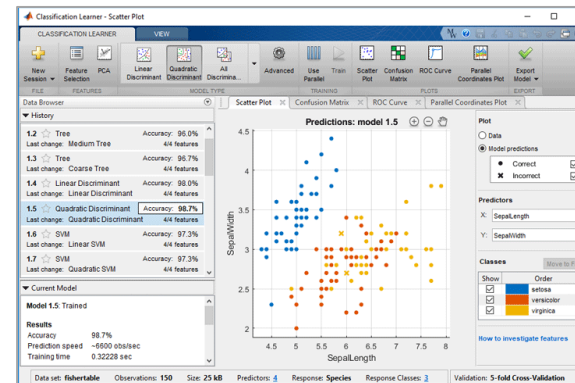 Classification Learner - Scatter Plot
CLASSIFICATION LEARNER VIEW
New Session
Feature Selection
PCA
Linear Discriminant
Quadratic Discriminant
All Discrimina...
Advanced
Use Parallel
Train
Scatter Plot
Confusion Matrix
ROC Curve
Parallel Coordinates Plot
Export Model
FILE FEATURES MODEL TYPE TRAINING PLOTS EXPORT
Data Browser
History
1.2 Tree Accuracy: 96.0%
Last change: Medium Tree 4/4 features
1.3 Tree Accuracy: 96.7%
Last change: Coarse Tree 4/4 features
1.4 Linear Discriminant Accuracy: 98.0%
Last change: Linear Discriminant 4/4 features
1.5 Quadratic Discriminant Accuracy: 98.7%
Last change: Quadratic Discriminant 4/4 features
1.6 SVM Accuracy: 97.3%
Last change: Linear SVM 4/4 features
1.7 SVM Accuracy: 97.3%
Last change: Quadratic SVM 4/4 features
Current Model
Model 1.5: Trained
Results
Accuracy 98.7%
Prediction speed ~6600 obs/sec
Training time 0.32228 sec
Scatter Plot Confusion Matrix ROC Curve Parallel Coordinates Plot
Predictions: model 1.5
4.5
4
3.5
3
2.5
2
SepalWidth
4.5 5 5.5 6 6.5 7 7.5
SepalLength
Plot
Data
Model predictions
Correct
Incorrect
Predictors
X: SepalLength
Y: SepalWidth
Classes
Move to F
Show Order
setosa
versicolor
virginica
How to investigate features
Data set: fishertable Observations: 150 Size: 25 kB Predictors: 4 Response: Species Response Classes: 3 Validation: 5-fold Cross-Validation